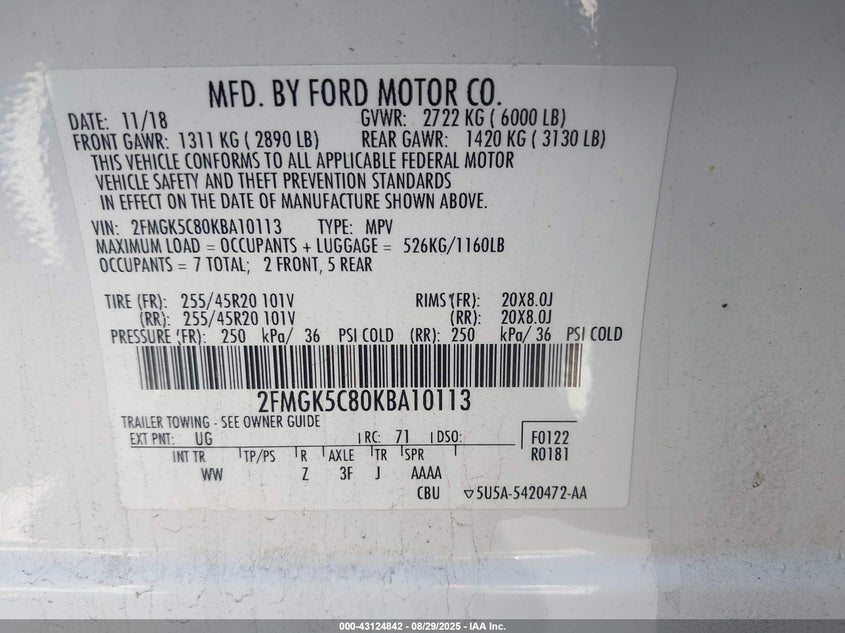 MFD. BY FORD MOTOR CO.
DATE: 11/18 GVWR: 2722 KG ( 6000 LB)
FRONT GAWR: 1311 KG ( 2890 LB) REAR GAWR: 1420 KG ( 3130 LB)
THIS VEHICLE CONFORMS TO ALL APPLICABLE FEDERAL MOTOR
VEHICLE SAFETY AND THEFT PREVENTION STANDARDS
IN EFFECT ON THE DATE OF MANUFACTURE SHOWN ABOVE.
VIN: 2FMGK5C80KBA10113 TYPE: MPV
MAXIMUM LOAD = OCCUPANTS + LUGGAGE = 526KG/1160LB
OCCUPANTS = 7 TOTAL; 2 FRONT, 5 REAR
TIRE (FR): 255/45R20 101V RIMS (FR): 20X8.0J
(RR): 255/45R20 101V (RR): 20X8.0J
PRESSURE (FR): 250 kPa/ 36 PSI COLD (RR): 250 kPa/ 36 PSI COLD
2FMGK5C80KBA10113
TRAILER TOWING - SEE OWNER GUIDE
EXT PNT: UG RC: 71 DSO: F0122
INT TR TP/PS R AXLE TR SPR R0181
WW Z 3F J AAAA
CBU ▽5U5A-5420472-AA
000-43124842 - 08/29/2025 - IAA Inc.